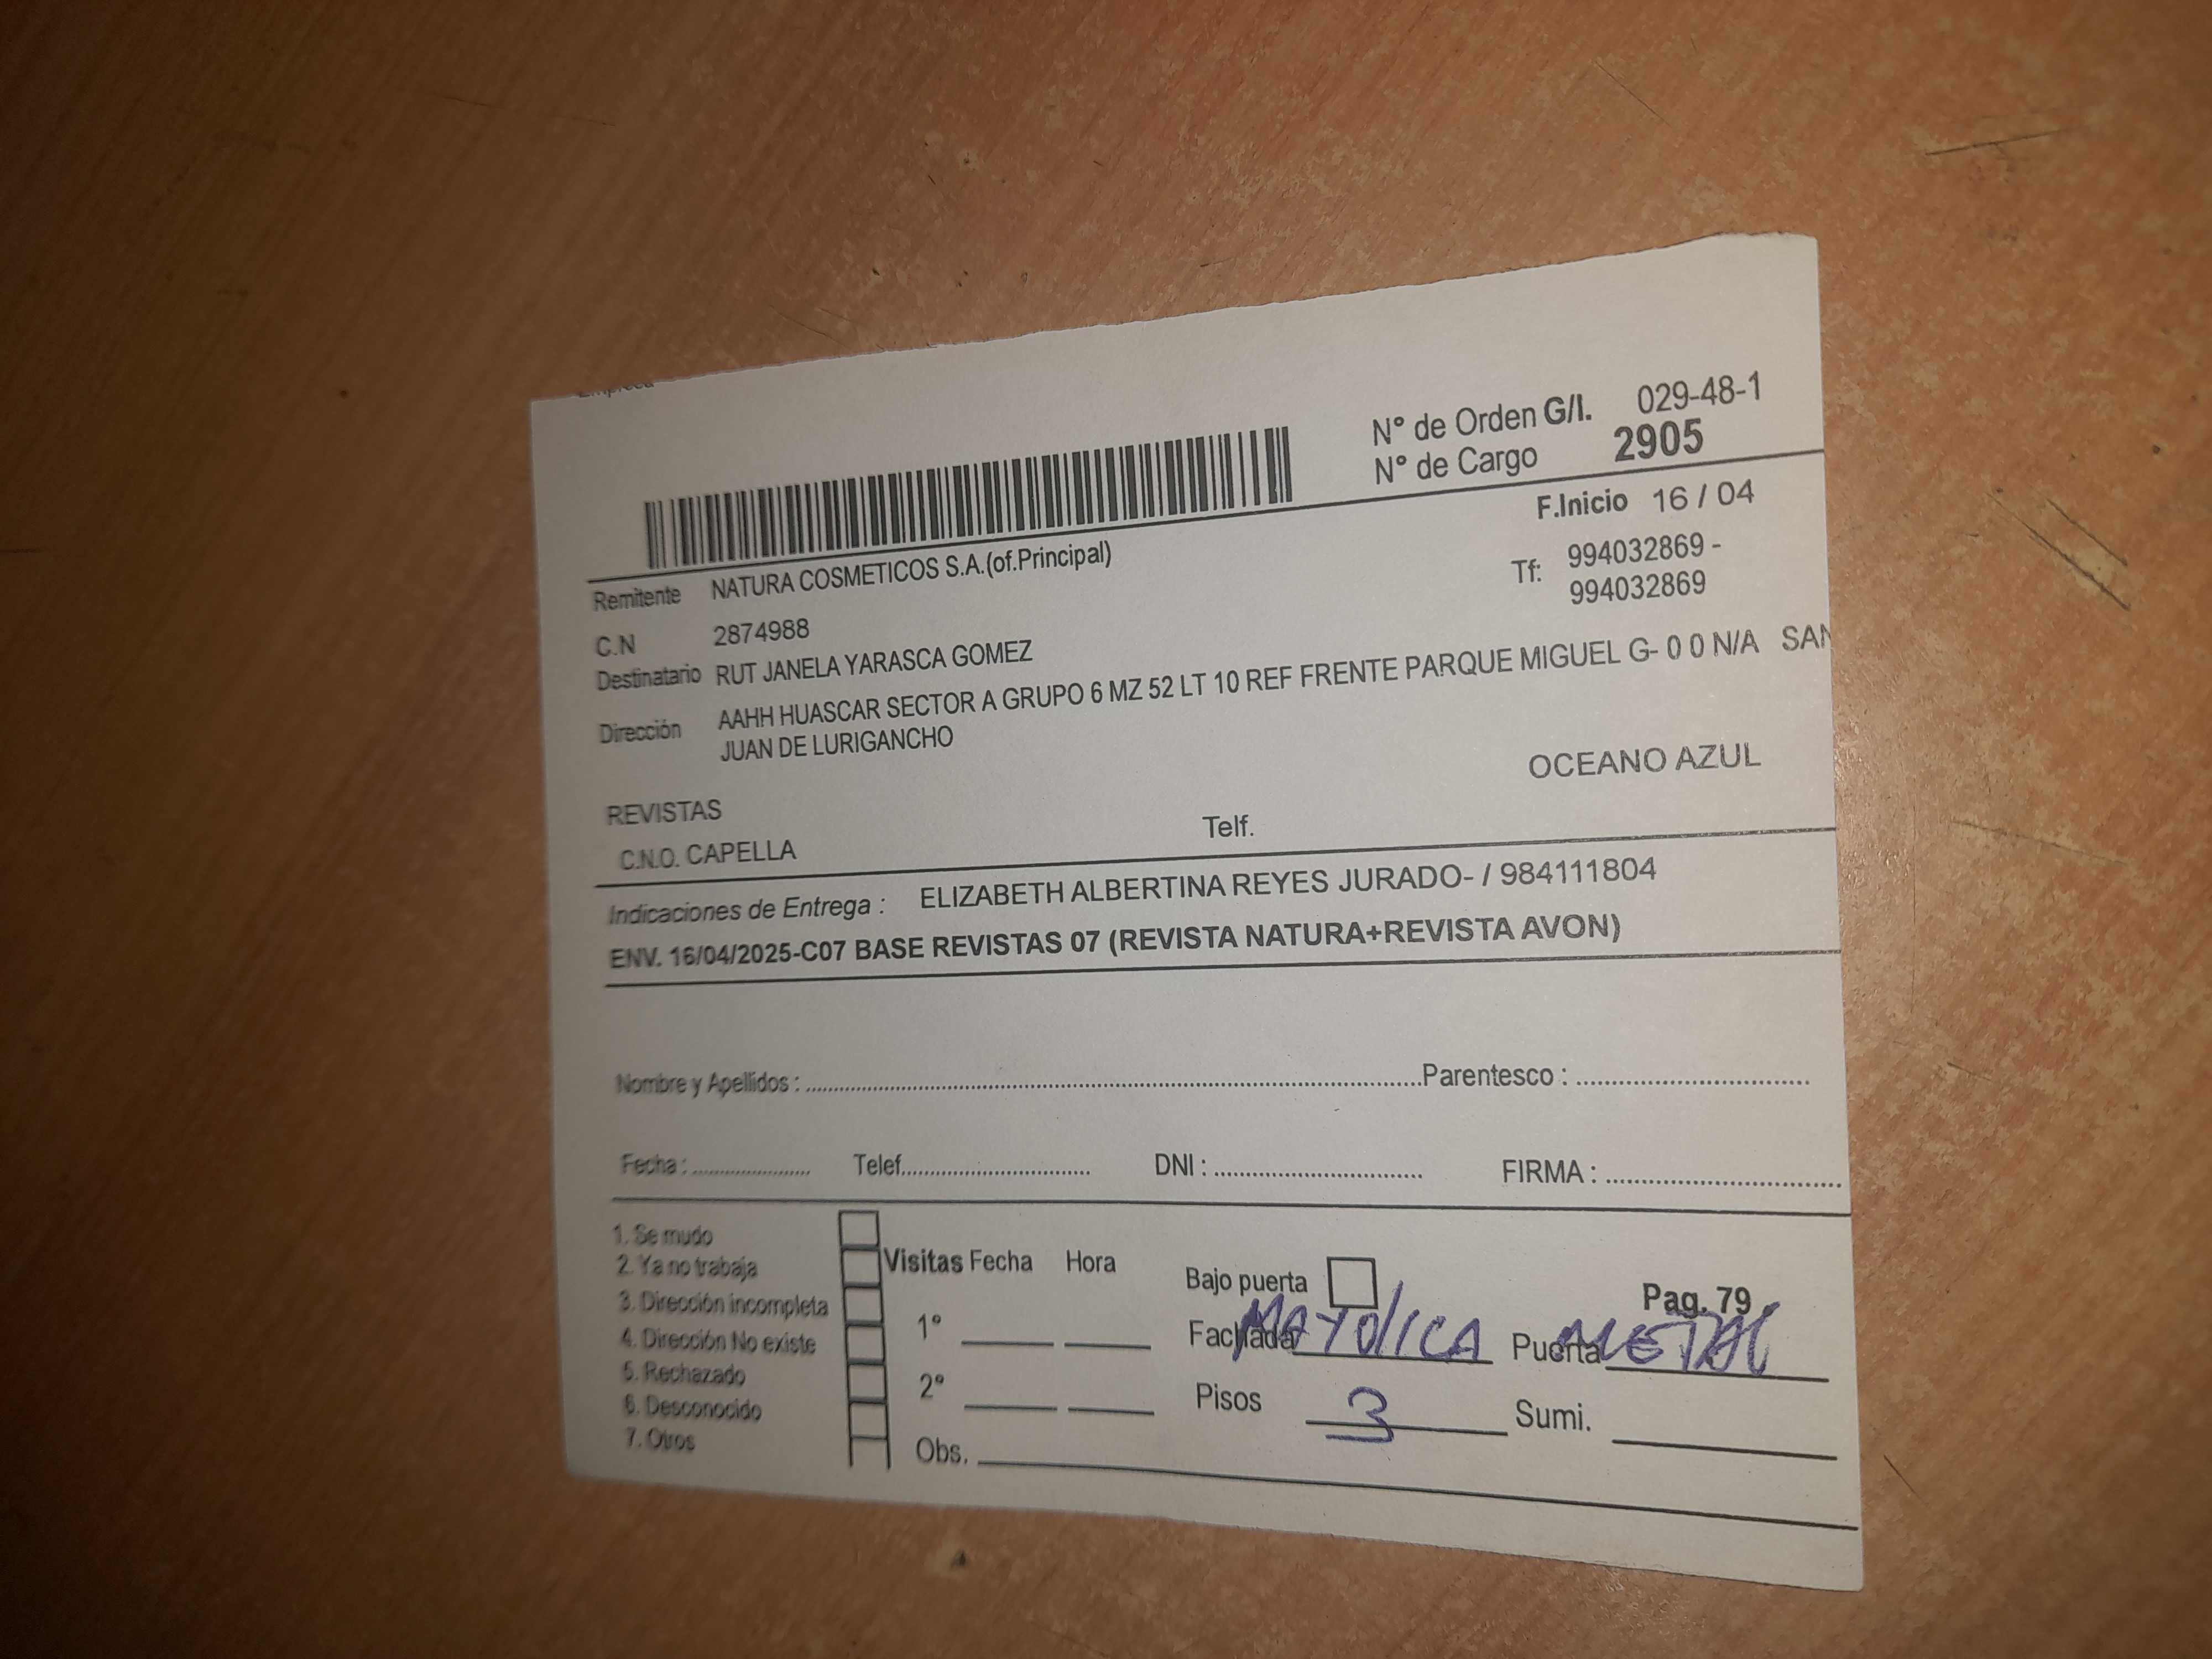 N° de Orden G/I. 029-48-1
N° de Cargo 2905
F.Inicio 16 / 04
Remitente NATURA COSMETICOS S.A.(of.Principal)
Tf: 994032869 -
994032869
C.N 2874988
Destinatario RUT JANELA YARASCA GOMEZ
Dirección AAHH HUASCAR SECTOR A GRUPO 6 MZ 52 LT 10 REF FRENTE PARQUE MIGUEL G- 0 0 N/A SAN
JUAN DE LURIGANCHO
OCEANO AZUL
REVISTAS
C.N.O. CAPELLA Telf.
Indicaciones de Entrega : ELIZABETH ALBERTINA REYES JURADO- / 984111804
ENV. 16/04/2025-C07 BASE REVISTAS 07 (REVISTA NATURA+REVISTA AVON)
Nombre y Apellidos : Parentesco :
Fecha : Telef. DNI : FIRMA :
1. Se mudo
2. Ya no trabaja
3. Dirección incompleta
4. Dirección No existe
5. Rechazado
6. Desconocido
7. Otros
Visitas Fecha Hora
1°
2°
Obs.
Bajo puerta Pag. 79
Fachada MAYOLICA Puerta METAL
Pisos 3 Sumi.